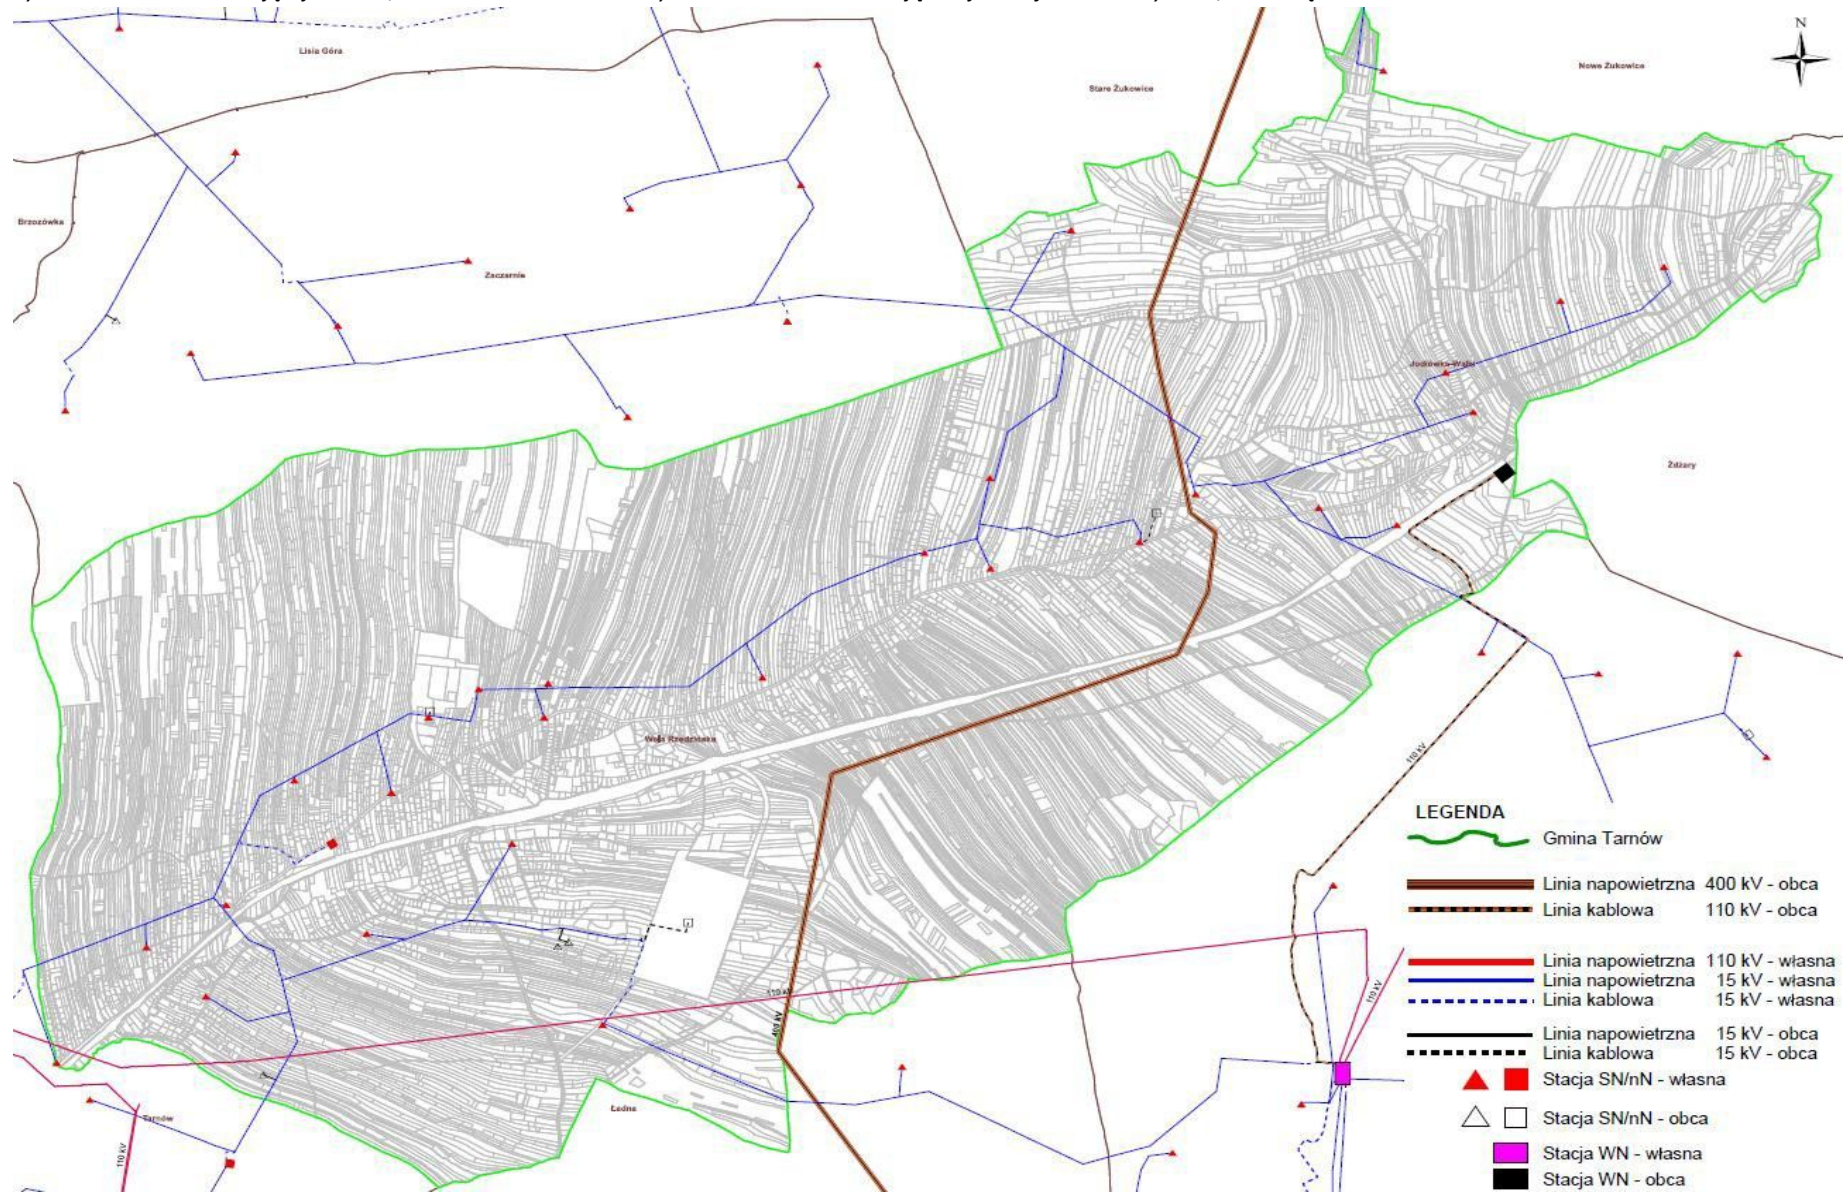 N
Lisia Góra
Nowe Żukowice
Stare Żukowice
Brzozówka
Zaczarnie
Jodłówka-Wałki
Żdżary
Wola Rzędzińska
110 kV
LEGENDA
Gmina Tarnów
Linia napowietrzna 400 kV - obca
Linia kablowa 110 kV - obca
Linia napowietrzna 110 kV - własna
Linia napowietrzna 15 kV - własna
Linia kablowa 15 kV - własna
Linia napowietrzna 15 kV - obca
Linia kablowa 15 kV - obca
Stacja SN/nN - własna
Stacja SN/nN - obca
Stacja WN - własna
Stacja WN - obca
110 kV
110 kV
400 kV
Ładna
Tarnów
110 kV